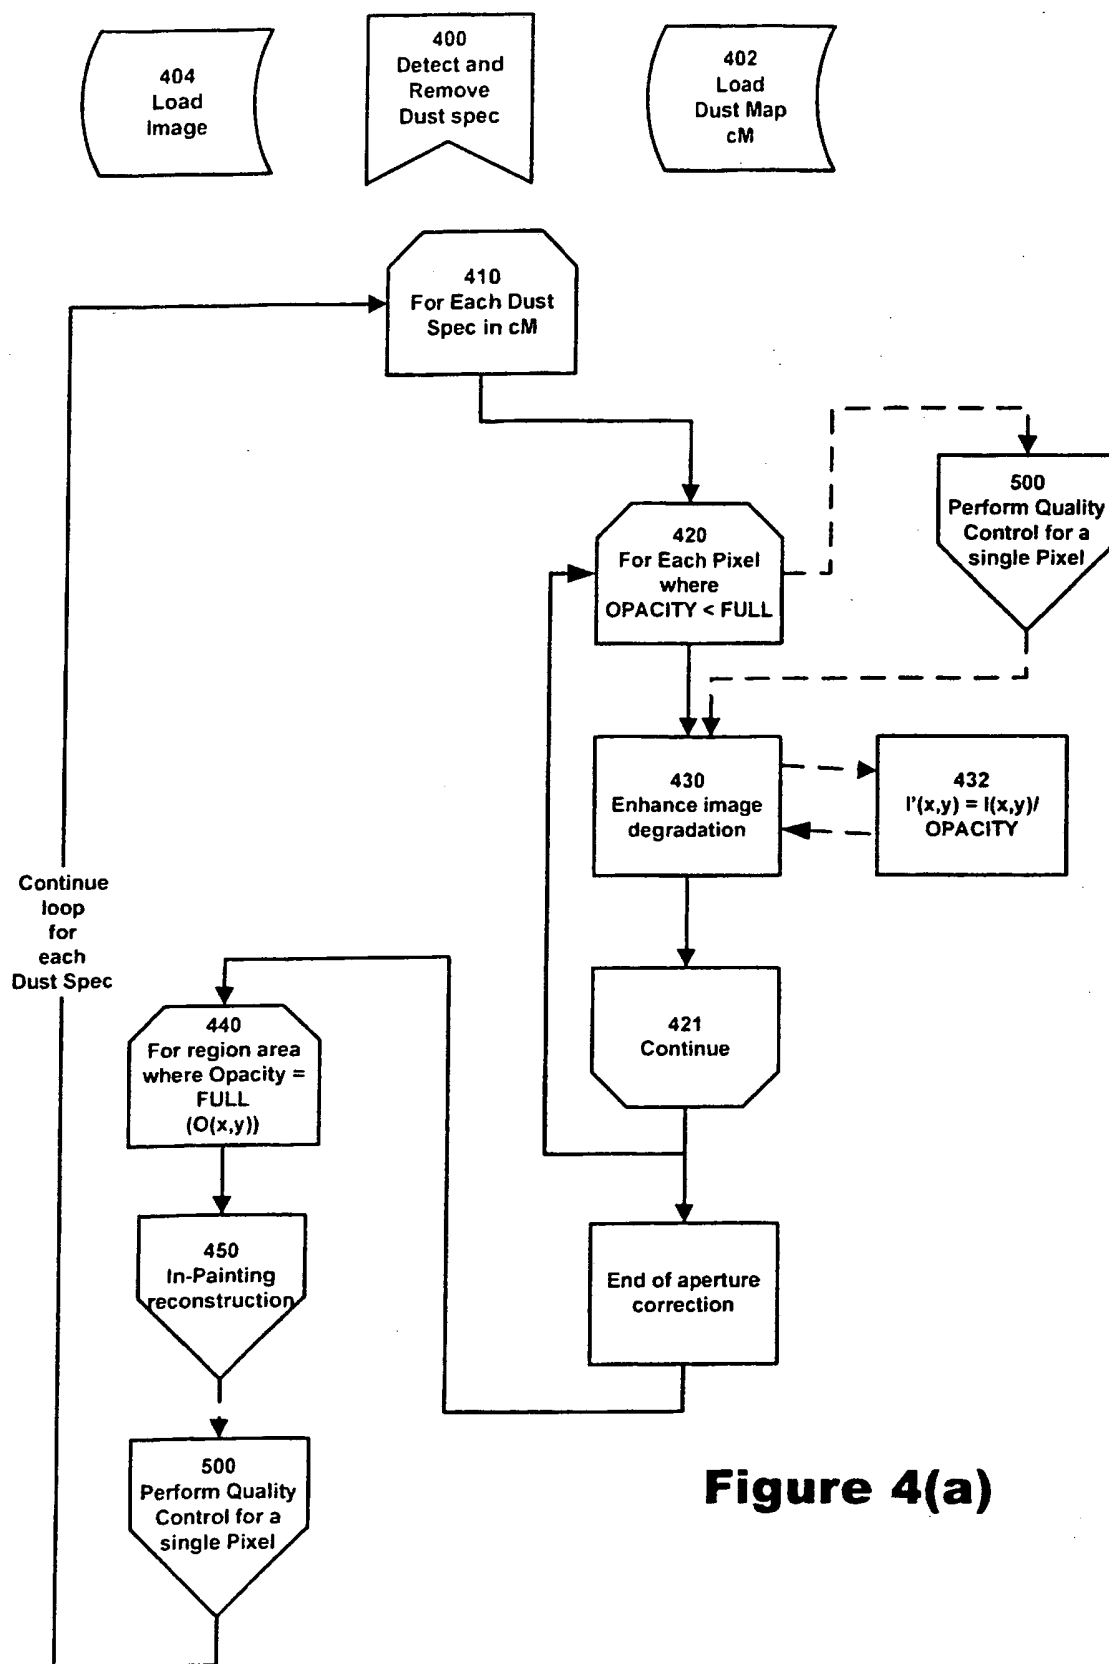 404
Load
Image
400
Detect and
Remove
Dust spec
402
Load
Dust Map
cM
410
For Each Dust
Spec in cM
500
Perform Quality
Control for a
single Pixel
420
For Each Pixel
where
OPACITY < FULL
430
Enhance image
degradation
432
I'(x,y) = I(x,y)/
OPACITY
Continue
loop
for
each
Dust Spec
421
Continue
440
For region area
where Opacity =
FULL
(O(x,y))
450
In-Painting
reconstruction
End of aperture
correction
500
Perform Quality
Control for a
single Pixel
Figure 4(a)